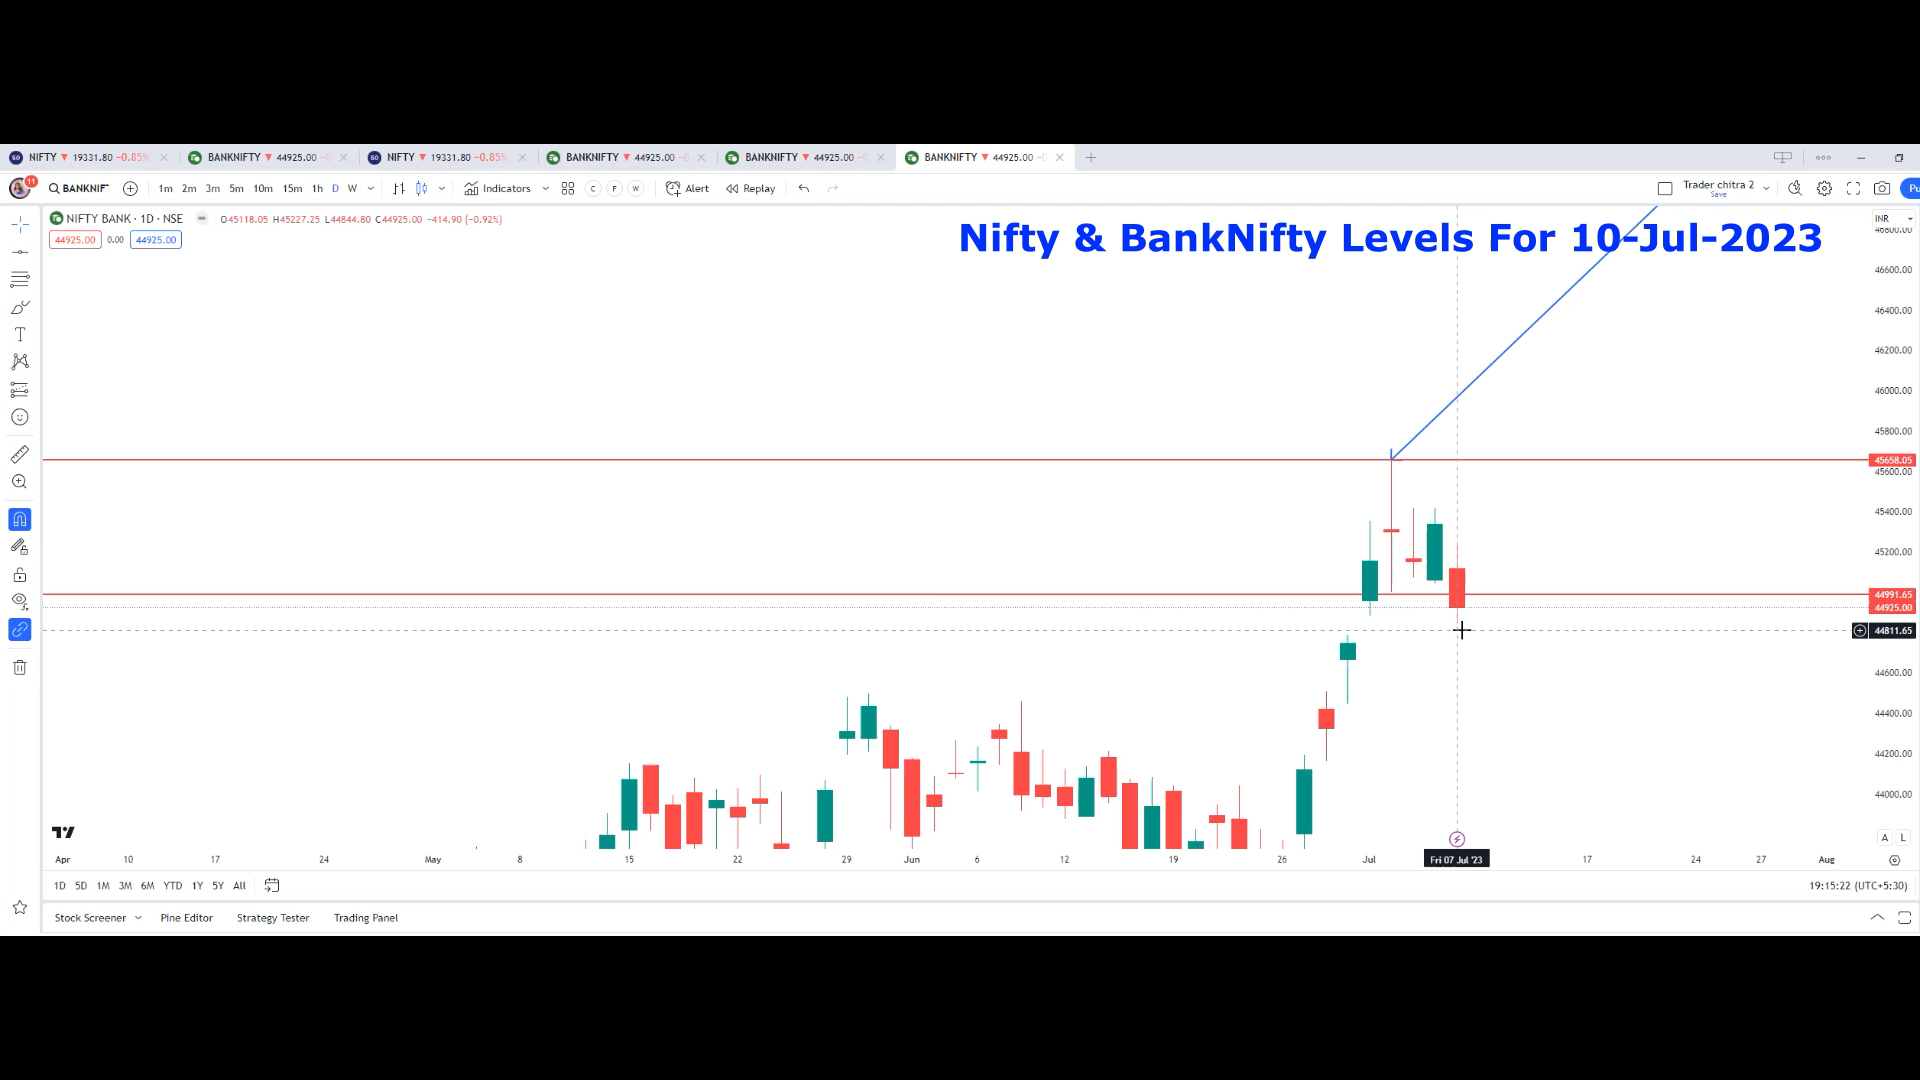 NIFTY ▼ 19331.80 −0.85% BANKNIFTY ▼ 44925.00 NIFTY ▼ 19331.80 −0.85% BANKNIFTY ▼ 44925.00 BANKNIFTY ▼ 44925.00 BANKNIFTY ▼ 44925.00
11 BANKNIF 1m 2m 3m 5m 10m 15m 1h D W Indicators C F W Alert Replay Trader chitra 2 Save Pu
NIFTY BANK · 1D · NSE O45118.05 H45227.25 L44844.80 C44925.00 −414.90 (−0.92%) INR
44925.00 0.00 44925.00
Nifty & BankNifty Levels For 10-Jul-2023
46800.00
46600.00
46400.00
46200.00
46000.00
45800.00
45658.05
45600.00
45400.00
45200.00
44991.65
44925.00
44811.65
44600.00
44400.00
44200.00
44000.00
A L
Apr 10 17 24 May 8 15 22 29 Jun 6 12 19 26 Jul Fri 07 Jul '23 17 24 27 Aug
1D 5D 1M 3M 6M YTD 1Y 5Y All 19:15:22 (UTC+5:30)
Stock Screener Pine Editor Strategy Tester Trading Panel